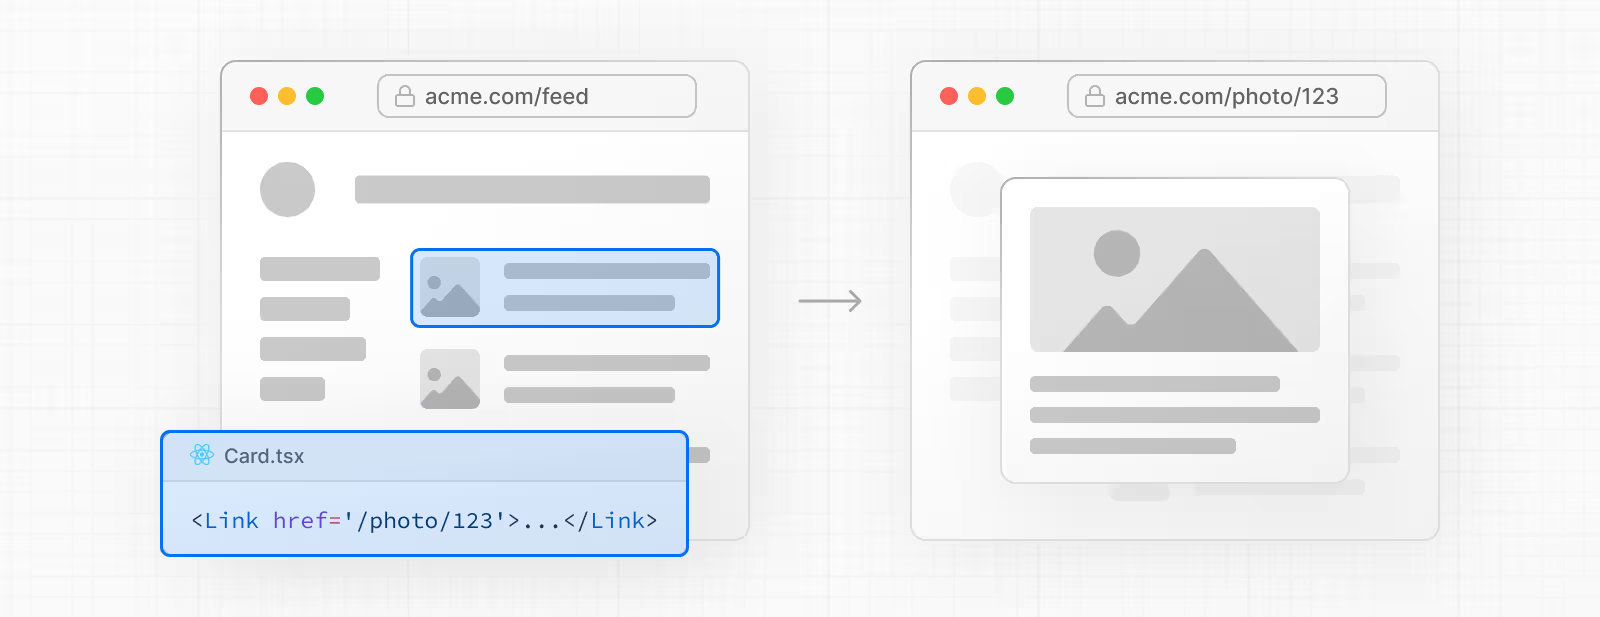 acme.com/feed
acme.com/photo/123
Card.tsx
<Link href='/photo/123'>...</Link>